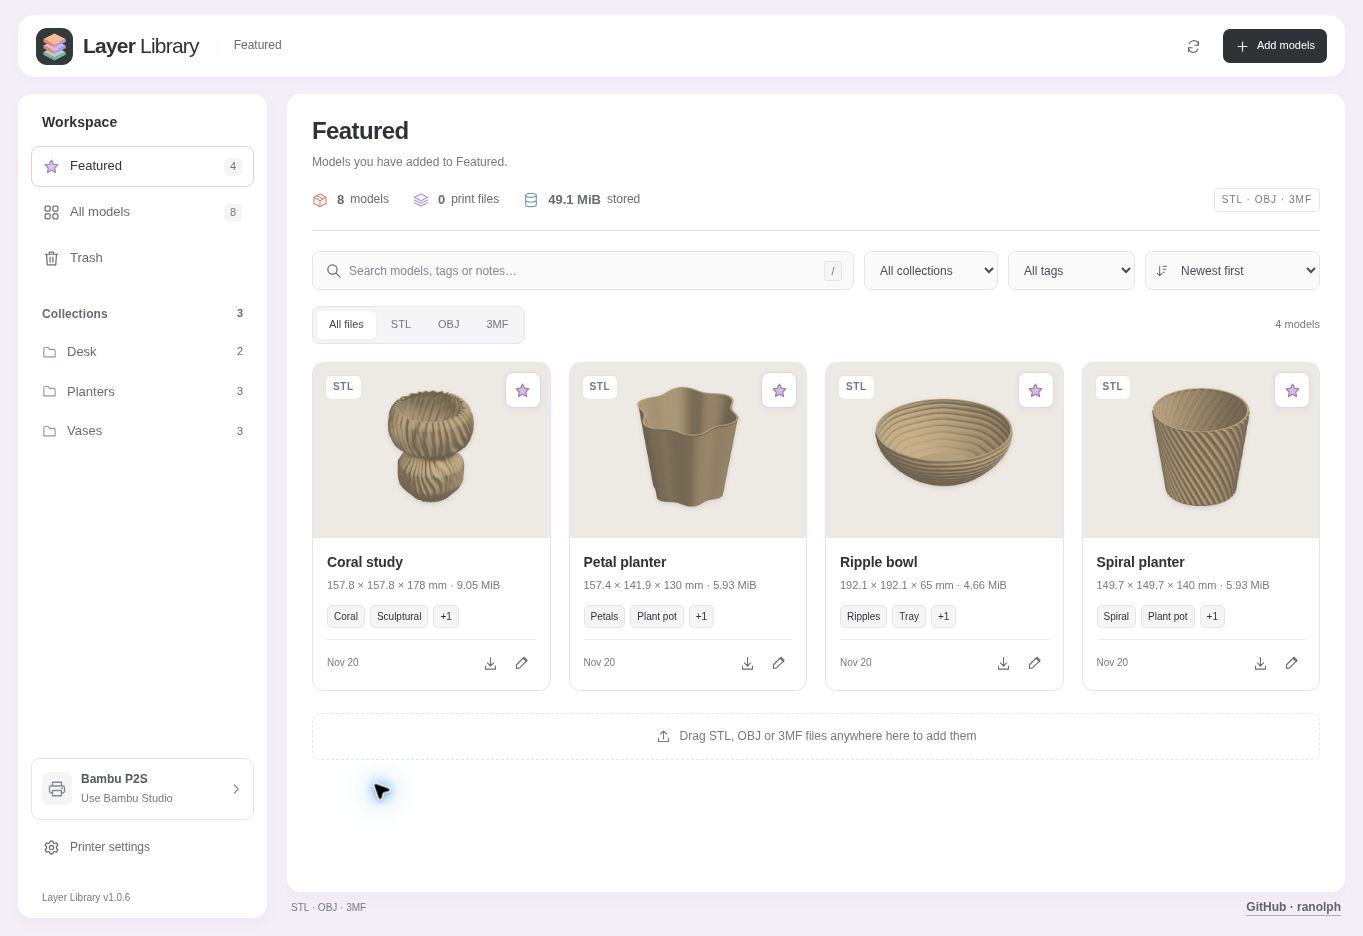 Layer Library
Featured
Add models
Workspace
Featured 4
All models 8
Trash
Collections 3
Desk 2
Planters 3
Vases 3
Bambu P2S
Use Bambu Studio
Printer settings
Layer Library v1.0.6
Featured
Models you have added to Featured.
8 models
0 print files
49.1 MiB stored
STL · OBJ · 3MF
Search models, tags or notes… /
All collections
All tags
Newest first
All files STL OBJ 3MF
4 models
STL
Coral study
157.8 × 157.8 × 178 mm · 9.05 MiB
Coral Sculptural +1
Nov 20
STL
Petal planter
157.4 × 141.9 × 130 mm · 5.93 MiB
Petals Plant pot +1
Nov 20
STL
Ripple bowl
192.1 × 192.1 × 65 mm · 4.66 MiB
Ripples Tray +1
Nov 20
STL
Spiral planter
149.7 × 149.7 × 140 mm · 5.93 MiB
Spiral Plant pot +1
Nov 20
Drag STL, OBJ or 3MF files anywhere here to add them
STL · OBJ · 3MF
GitHub · ranolph